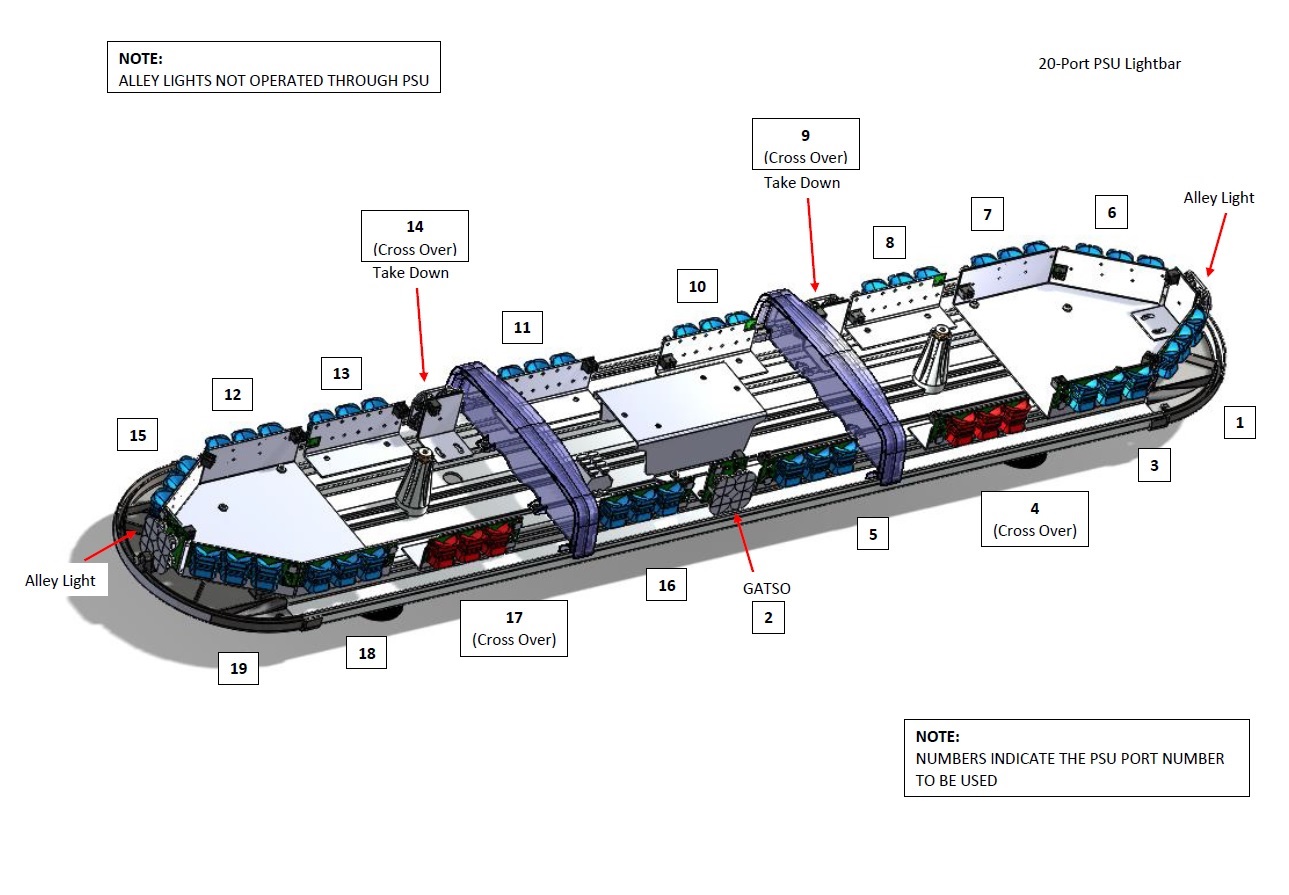 NOTE:
ALLEY LIGHTS NOT OPERATED THROUGH PSU
20-Port PSU Lightbar
9
(Cross Over)
Take Down
Alley Light
14
(Cross Over)
Take Down
6
7
8
10
11
13
12
15
1
3
4
(Cross Over)
5
Alley Light
16
GATSO
2
17
(Cross Over)
18
19
NOTE:
NUMBERS INDICATE THE PSU PORT NUMBER
TO BE USED